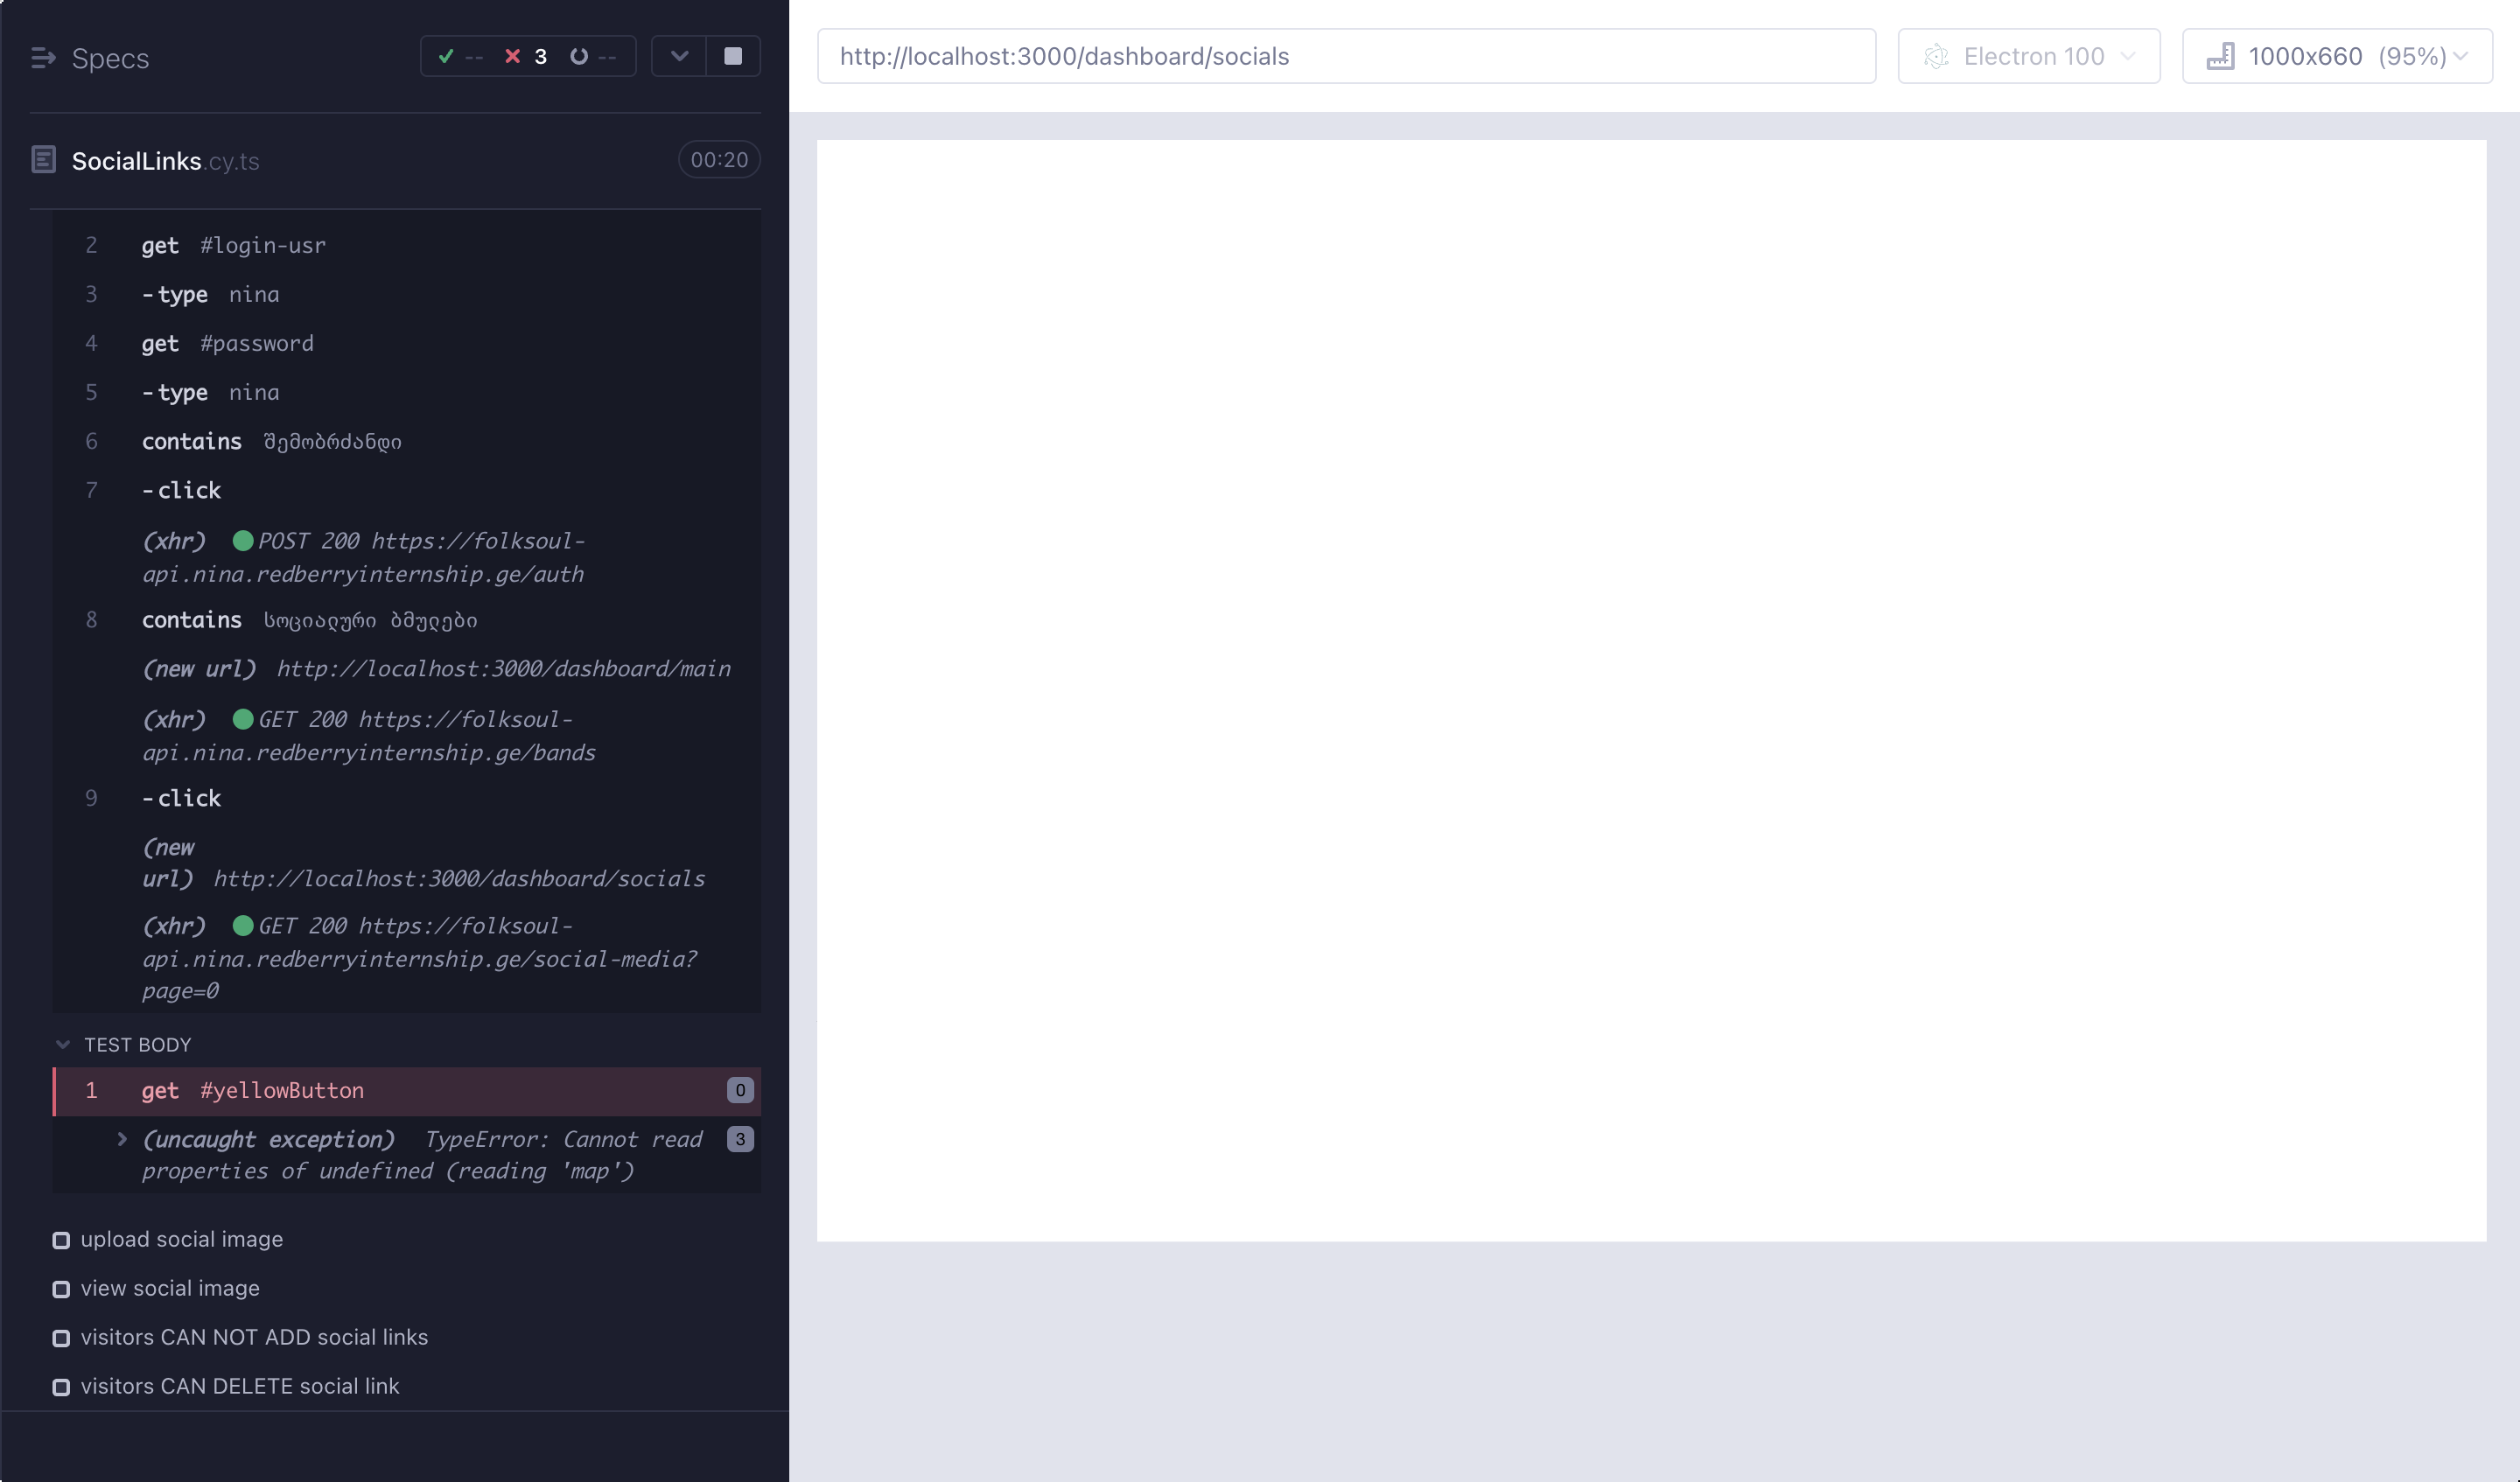 Specs
-- 3 --
SocialLinks.cy.ts 00:20
2 get #login-usr
3 -type nina
4 get #password
5 -type nina
6 contains შემობრძანდი
7 -click
(xhr) POST 200 https://folksoul-
api.nina.redberryinternship.ge/auth
8 contains სოციალური ბმულები
(new url) http://localhost:3000/dashboard/main
(xhr) GET 200 https://folksoul-
api.nina.redberryinternship.ge/bands
9 -click
(new
url) http://localhost:3000/dashboard/socials
(xhr) GET 200 https://folksoul-
api.nina.redberryinternship.ge/social-media?
page=0
TEST BODY
1 get #yellowButton 0
(uncaught exception) TypeError: Cannot read 3
properties of undefined (reading 'map')
upload social image
view social image
visitors CAN NOT ADD social links
visitors CAN DELETE social link
http://localhost:3000/dashboard/socials
Electron 100
1000x660 (95%)